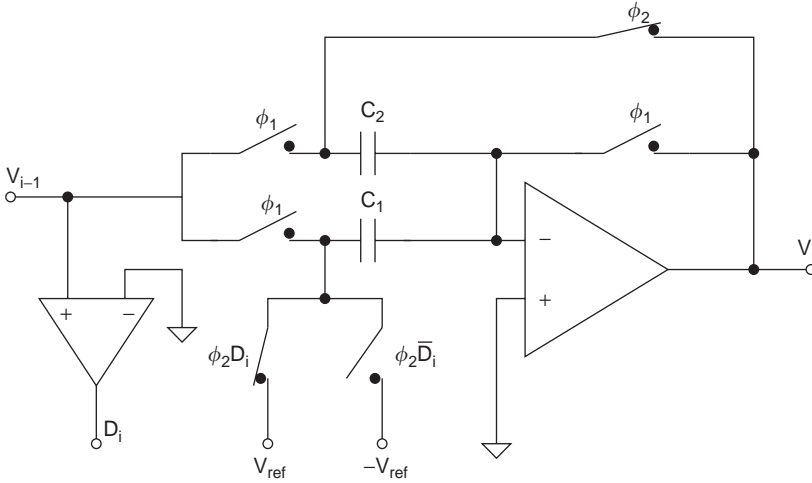 ϕ2
ϕ1
C2
ϕ1
Vi–1
ϕ1
C1
–
+
V
+
–
ϕ2Di
ϕ2D̅i
Di
Vref
–Vref